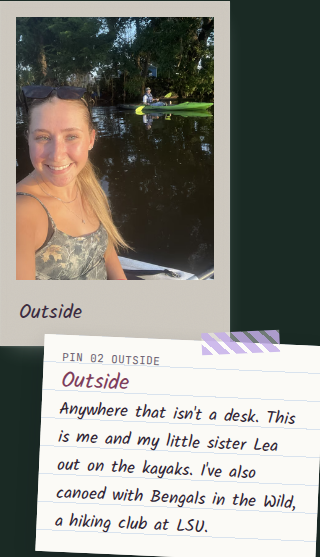 Outside
PIN 02 OUTSIDE
Outside
Anywhere that isn't a desk. This
is me and my little sister Lea
out on the kayaks. I've also
canoed with Bengals in the Wild,
a hiking club at LSU.